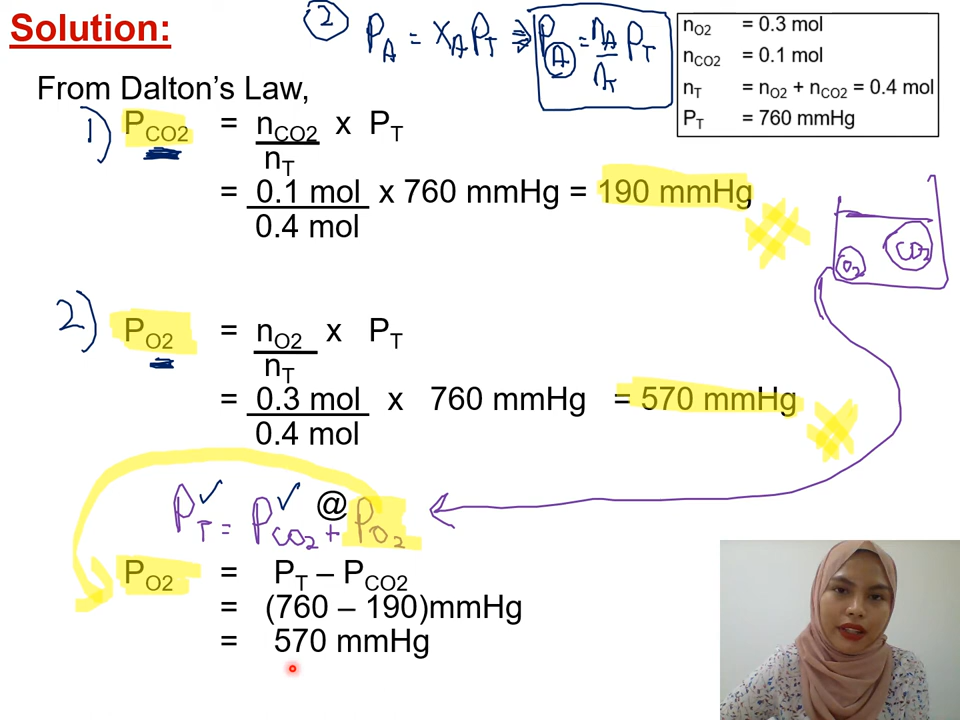 Solution:
2 P_A = X_A P_T ⇒ P_A = n_A/n_T P_T
n_O2 = 0.3 mol
n_CO2 = 0.1 mol
n_T = n_O2 + n_CO2 = 0.4 mol
P_T = 760 mmHg
From Dalton's Law,
1) P_CO2 = n_CO2 x P_T
n_T
= 0.1 mol x 760 mmHg = 190 mmHg
0.4 mol
O2 CO2
2) P_O2 = n_O2 x P_T
n_T
= 0.3 mol x 760 mmHg = 570 mmHg
0.4 mol
@
P_T = P_CO2 + P_O2
P_O2 = P_T – P_CO2
= (760 – 190)mmHg
= 570 mmHg